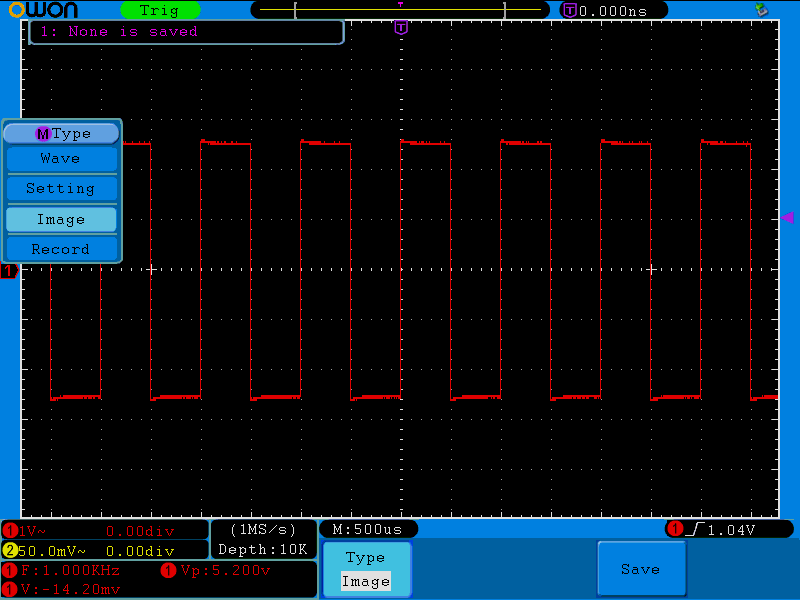 owon Trig T T 0.000ns
1: None is saved
T
M Type
Wave
Setting
Image
Record
1
1 1V~ 0.00div (1MS/s) M:500us 1 1.04V
2 50.0mV~ 0.00div Depth:10K
1 F:1.000KHz 1 Vp:5.200v Type Save
1 V:-14.20mv Image